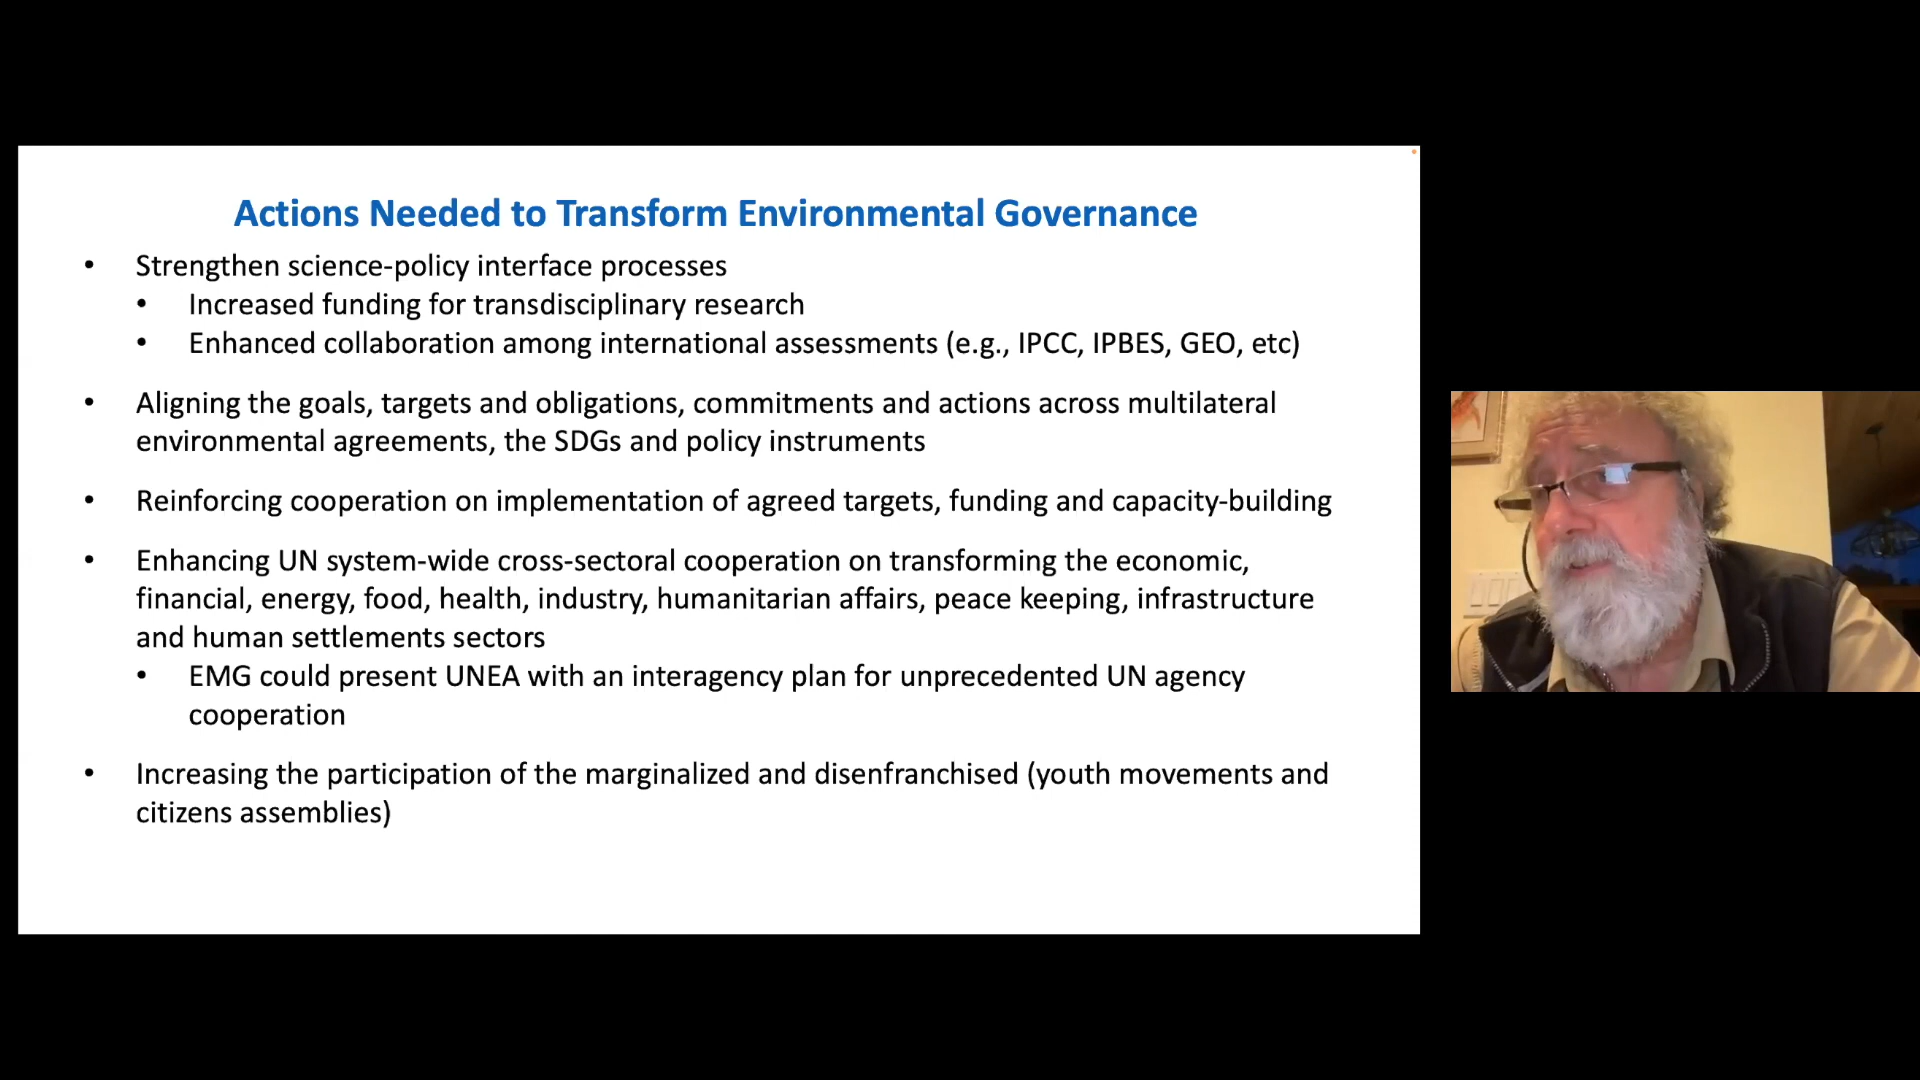 Actions Needed to Transform Environmental Governance
• Strengthen science-policy interface processes
• Increased funding for transdisciplinary research
• Enhanced collaboration among international assessments (e.g., IPCC, IPBES, GEO, etc)
• Aligning the goals, targets and obligations, commitments and actions across multilateral
environmental agreements, the SDGs and policy instruments
• Reinforcing cooperation on implementation of agreed targets, funding and capacity-building
• Enhancing UN system-wide cross-sectoral cooperation on transforming the economic,
financial, energy, food, health, industry, humanitarian affairs, peace keeping, infrastructure
and human settlements sectors
• EMG could present UNEA with an interagency plan for unprecedented UN agency
cooperation
• Increasing the participation of the marginalized and disenfranchised (youth movements and
citizens assemblies)